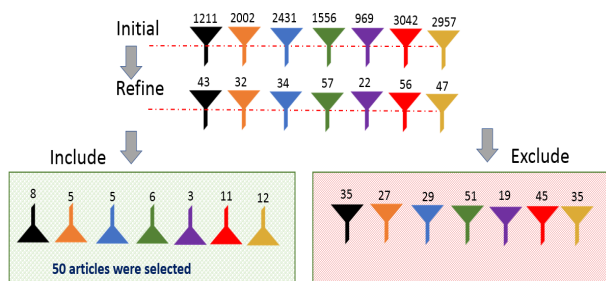 Initial 1211 2002 2431 1556 969 3042 2957
Refine 43 32 34 57 22 56 47
Include
8 5 5 6 3 11 12
50 articles were selected
Exclude
35 27 29 51 19 45 35